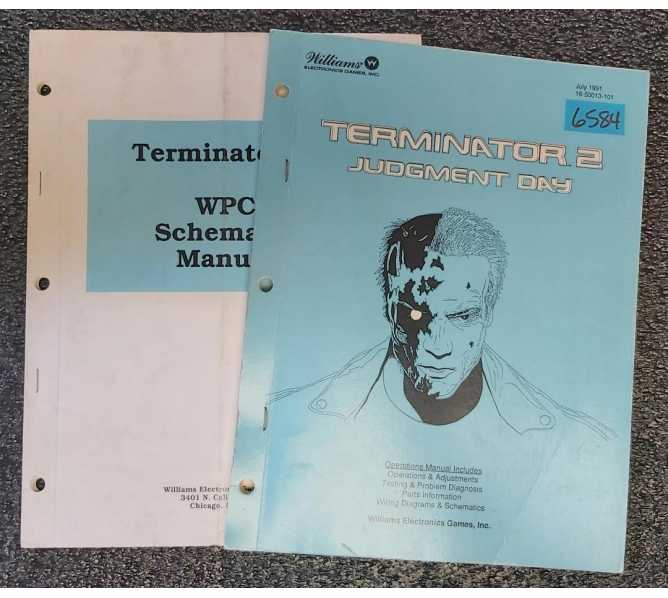 Terminato
WPC
Schema
Manu
Williams Electro
3401 N. Cali
Chicago,
Williams
ELECTRONICS GAMES, INC.
July 1991
16-50013-101
6584
TERMINATOR 2
JUDGMENT DAY
Operations Manual Includes
Operations & Adjustments
Testing & Problem Diagnosis
Parts Information
Wiring Diagrams & Schematics
Williams Electronics Games, Inc.